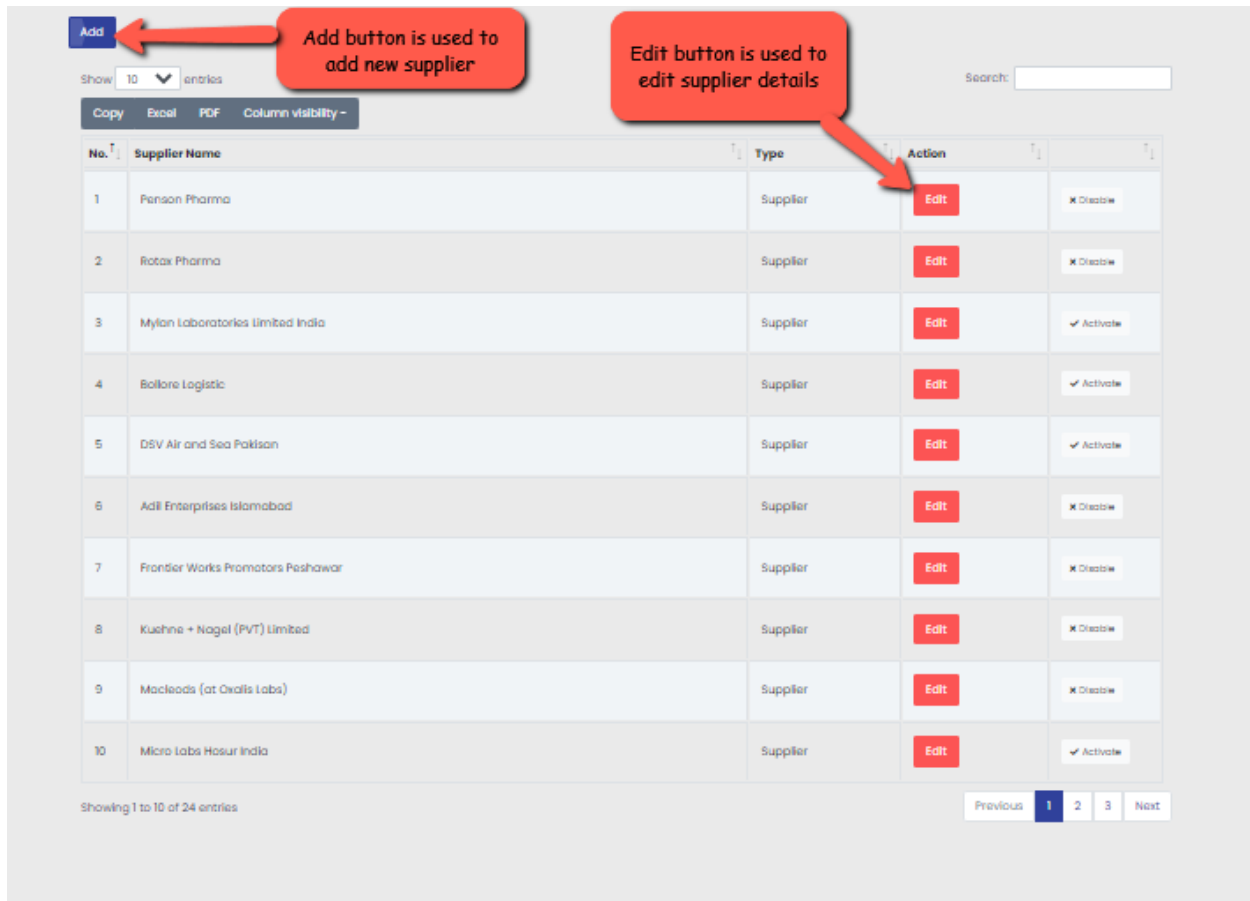 Add
Add button is used to
add new supplier
Edit button is used to
edit supplier details
Show 10 entries
Search:
Copy Excel PDF Column visibility
No. Supplier Name Type Action
1 Penson Pharma Supplier Edit Disable
2 Rotax Pharma Supplier Edit Disable
3 Mylan Laboratories Limited India Supplier Edit Activate
4 Bollore Logistic Supplier Edit Activate
5 DSV Air and Sea Pakisan Supplier Edit Activate
6 Adil Enterprises Islamabad Supplier Edit Disable
7 Frontier Works Promotors Peshawar Supplier Edit Disable
8 Kuehne + Nagel (PVT) Limited Supplier Edit Disable
9 Macleods (at Oxalis Labs) Supplier Edit Disable
10 Micro Labs Hosur India Supplier Edit Activate
Showing 1 to 10 of 24 entries
Previous 1 2 3 Next